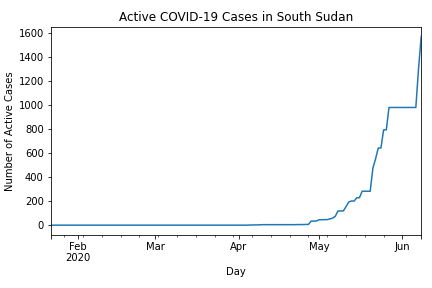 Active COVID-19 Cases in South Sudan
Number of Active Cases
1600
1400
1200
1000
800
600
400
200
0
Feb
2020
Mar
Apr
May
Jun
Day